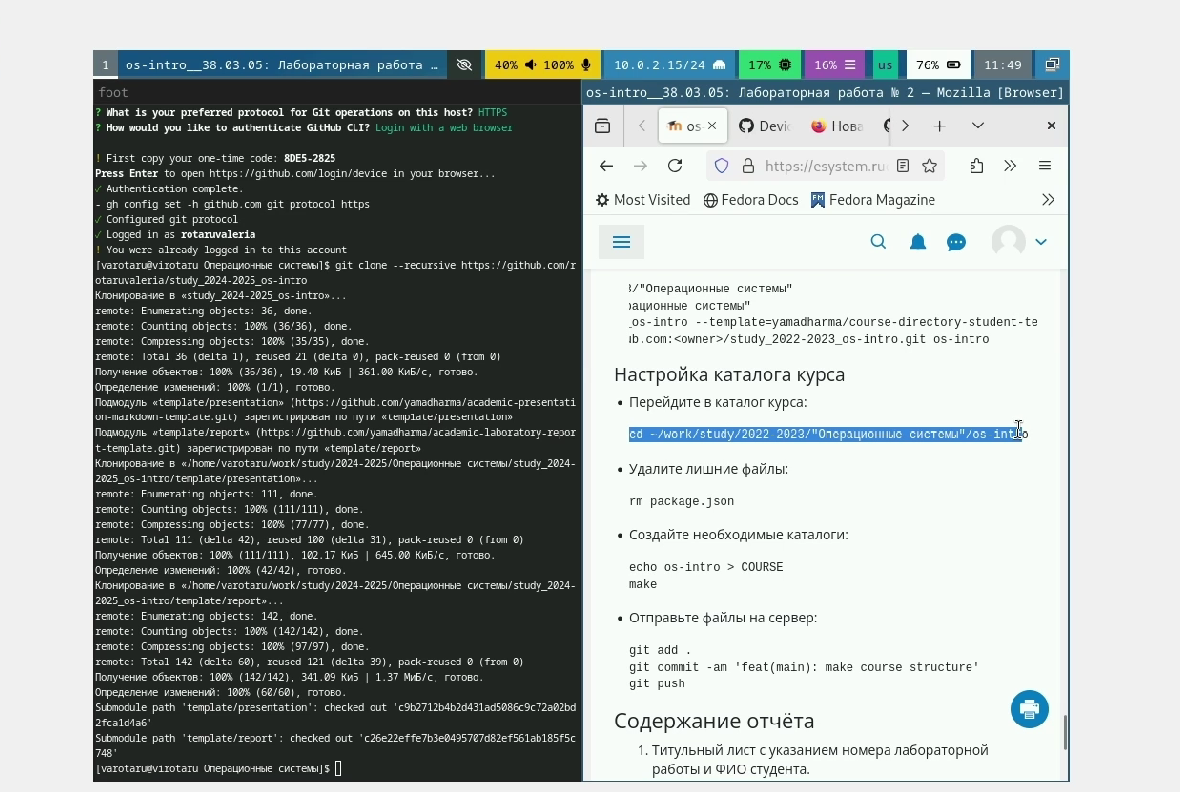 1 os-intro__38.03.05: Лабораторная работа … 40% 100% 10.0.2.15/24 17% 16% us 76% 11:49
foot
? What is your preferred protocol for Git operations on this host? HTTPS
? How would you like to authenticate GitHub CLI? Login with a web browser
! First copy your one-time code: 8DE5-2825
Press Enter to open https://github.com/login/device in your browser...
✓ Authentication complete.
- gh config set -h github.com git_protocol https
✓ Configured git protocol
✓ Logged in as rotaruvaleria
! You were already logged in to this account
[varotaru@virotaru Операционные системы]$ git clone --recursive https://github.com/r
otaruvaleria/study_2024-2025_os-intro
Клонирование в «study_2024-2025_os-intro»...
remote: Enumerating objects: 36, done.
remote: Counting objects: 100% (36/36), done.
remote: Compressing objects: 100% (35/35), done.
remote: Total 36 (delta 1), reused 21 (delta 0), pack-reused 0 (from 0)
Получение объектов: 100% (36/36), 19.40 КиБ | 361.00 КиБ/с, готово.
Определение изменений: 100% (1/1), готово.
Подмодуль «template/presentation» (https://github.com/yamadharma/academic-presentati
on-markdown-template.git) зарегистрирован по пути «template/presentation»
Подмодуль «template/report» (https://github.com/yamadharma/academic-laboratory-repor
t-template.git) зарегистрирован по пути «template/report»
Клонирование в «/home/varotaru/work/study/2024-2025/Операционные системы/study_2024-
2025_os-intro/template/presentation»...
remote: Enumerating objects: 111, done.
remote: Counting objects: 100% (111/111), done.
remote: Compressing objects: 100% (77/77), done.
remote: Total 111 (delta 42), reused 100 (delta 31), pack-reused 0 (from 0)
Получение объектов: 100% (111/111), 102.17 КиБ | 645.00 КиБ/с, готово.
Определение изменений: 100% (42/42), готово.
Клонирование в «/home/varotaru/work/study/2024-2025/Операционные системы/study_2024-
2025_os-intro/template/report»...
remote: Enumerating objects: 142, done.
remote: Counting objects: 100% (142/142), done.
remote: Compressing objects: 100% (97/97), done.
remote: Total 142 (delta 60), reused 121 (delta 39), pack-reused 0 (from 0)
Получение объектов: 100% (142/142), 341.09 КиБ | 1.37 МиБ/с, готово.
Определение изменений: 100% (60/60), готово.
Submodule path 'template/presentation': checked out 'c9b2712b4b2d431ad5086c9c72a02bd
2fca1d4a6'
Submodule path 'template/report': checked out 'c26e22effe7b3e0495707d82ef561ab185f5c
748'
[varotaru@virotaru Операционные системы]$
os-intro__38.03.05: Лабораторная работа № 2 — Mozilla [Browser]
os- Devic Нова
https://esystem.ru
Most Visited Fedora Docs Fedora Magazine
3/"Операционные системы"
рационные системы"
_os-intro --template=yamadharma/course-directory-student-te
ub.com:<owner>/study_2022-2023_os-intro.git os-intro
Настройка каталога курса
• Перейдите в каталог курса:
cd ~/work/study/2022-2023/"Операционные системы"/os-intro
• Удалите лишние файлы:
rm package.json
• Создайте необходимые каталоги:
echo os-intro > COURSE
make
• Отправьте файлы на сервер:
git add .
git commit -am 'feat(main): make course structure'
git push
Содержание отчёта
1. Титульный лист с указанием номера лабораторной
работы и ФИО студента.